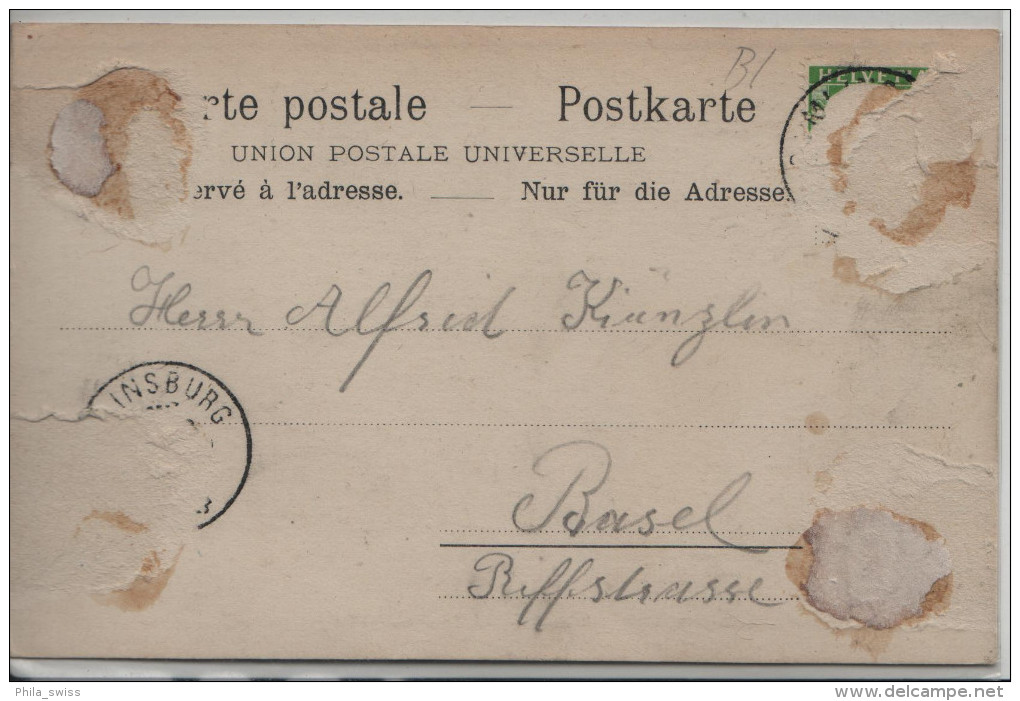 B1
HELVETIA
rte postale — Postkarte
UNION POSTALE UNIVERSELLE
ervé à l'adresse. — Nur für die Adresse.
Herr Alfred Künzlin
INSBURG
Basel
Riffstrasse
Phila_swiss
www.delcampe.net